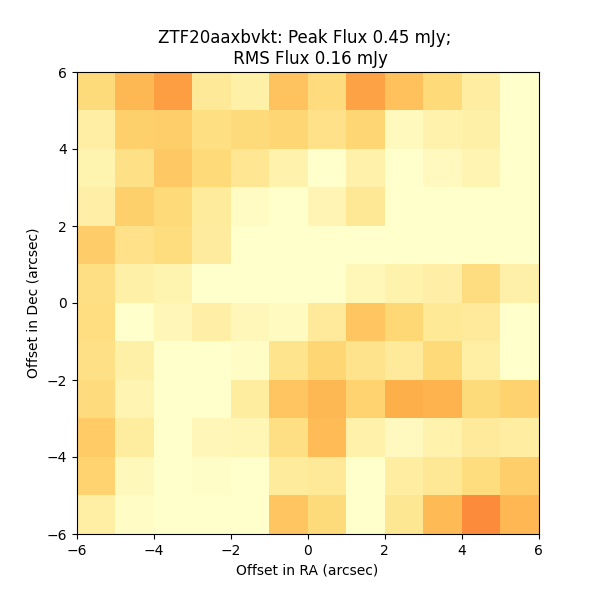 ZTF20aaxbvkt: Peak Flux 0.45 mJy;
RMS Flux 0.16 mJy
6
4
2
0
−2
−4
−6
Offset in Dec (arcsec)
−6 −4 −2 0 2 4 6
Offset in RA (arcsec)